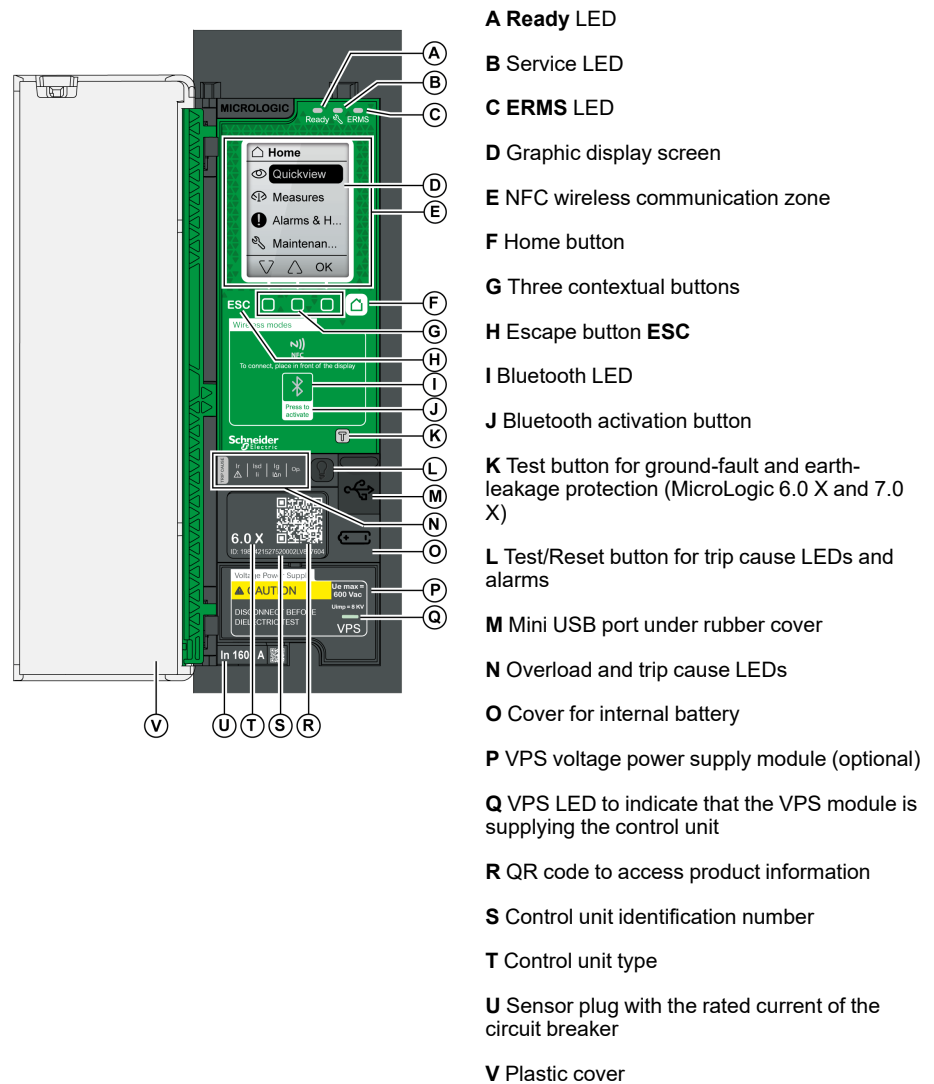 A
B
C
MICROLOGIC
Ready ERMS
Home
Quickview
Measures
Alarms & H...
Maintenan...
OK
D
E
ESC
F
G
Wireless modes
NFC
To connect, place in front of the display
H
I
Press to
activate
J
K
Schneider
Electric
TRIP CAUSE
Ir
Isd
Ii
Ig
IΔn
Op.
L
M
N
6.0 X
O
Voltage Power Supply
CAUTION
DISCONNECT BEFORE
DIELECTRIC TEST
Ue max =
600 Vac
Uimp = 8 KV
VPS
P
Q
In 160 A
V
U
T
S
R
A Ready LED
B Service LED
C ERMS LED
D Graphic display screen
E NFC wireless communication zone
F Home button
G Three contextual buttons
H Escape button ESC
I Bluetooth LED
J Bluetooth activation button
K Test button for ground-fault and earth-
leakage protection (MicroLogic 6.0 X and 7.0
X)
L Test/Reset button for trip cause LEDs and
alarms
M Mini USB port under rubber cover
N Overload and trip cause LEDs
O Cover for internal battery
P VPS voltage power supply module (optional)
Q VPS LED to indicate that the VPS module is
supplying the control unit
R QR code to access product information
S Control unit identification number
T Control unit type
U Sensor plug with the rated current of the
circuit breaker
V Plastic cover